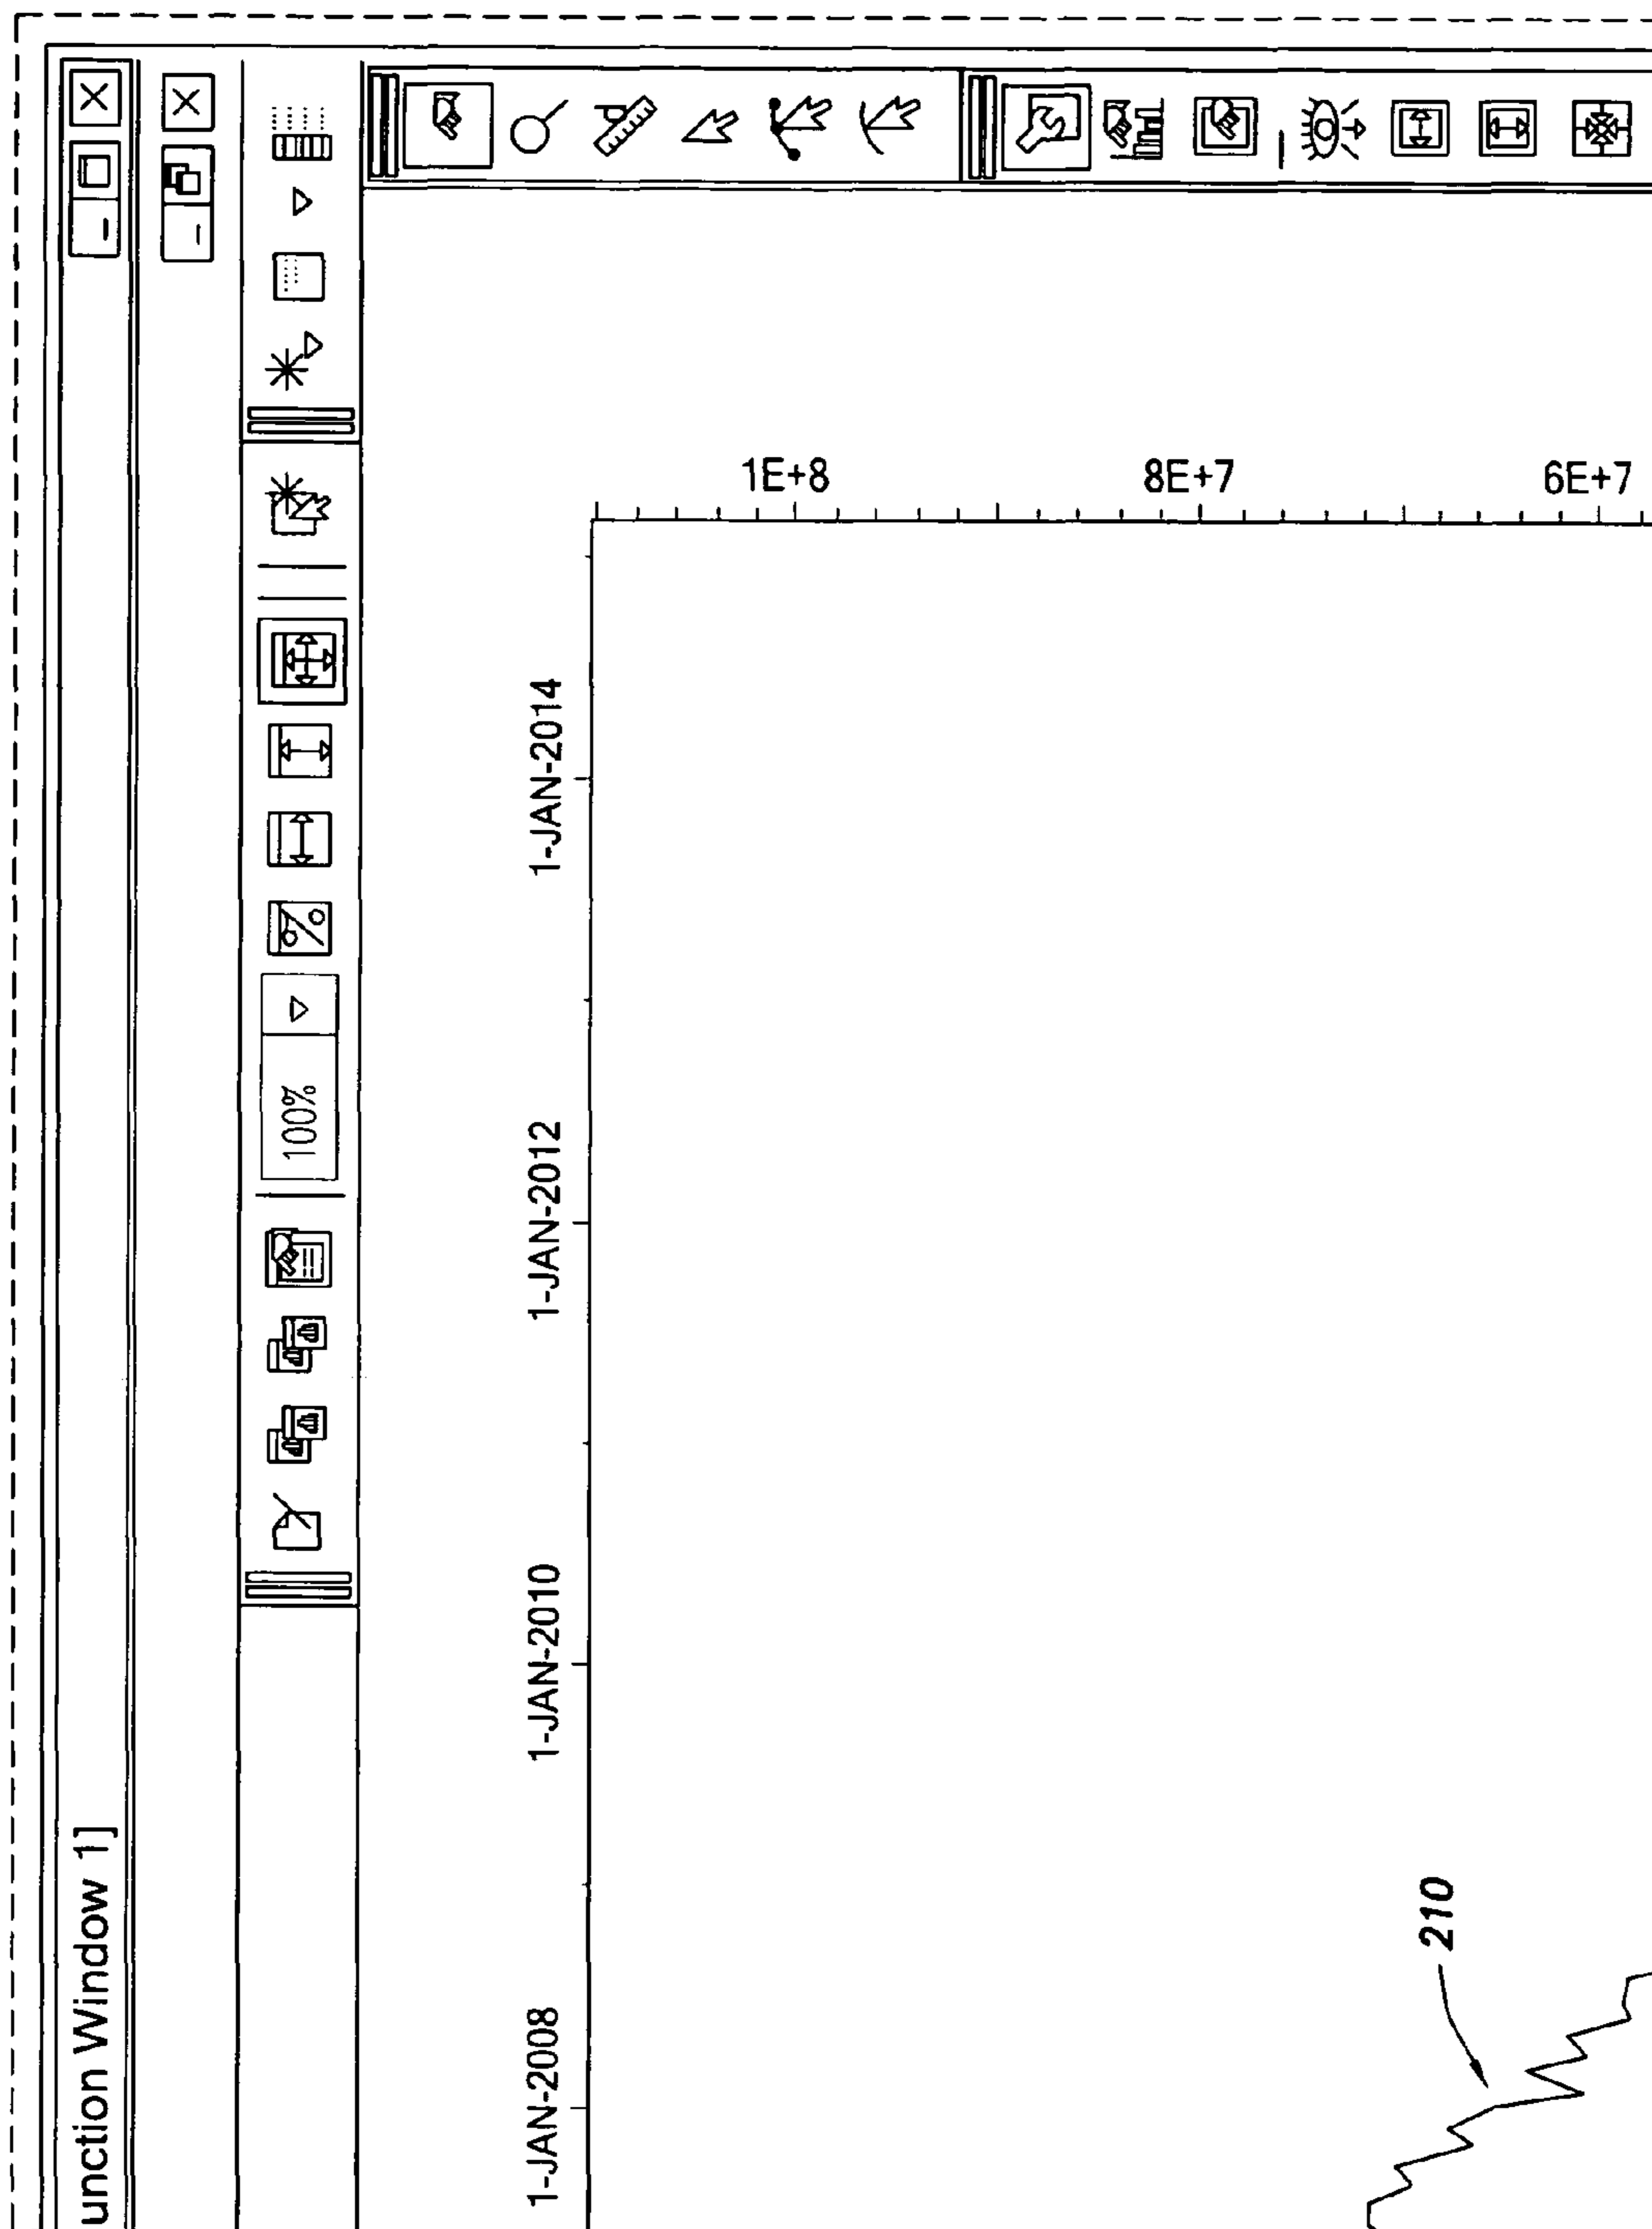 unction Window 1]
100%
1-JAN-2008
1-JAN-2010
1-JAN-2012
1-JAN-2014
1E+8
8E+7
6E+7
210